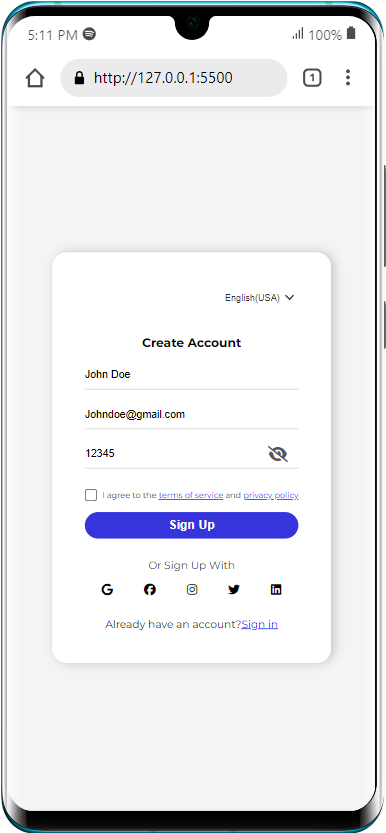 5:11 PM 100%
http://127.0.0.1:5500 1
English(USA)
Create Account
John Doe
Johndoe@gmail.com
12345
I agree to the terms of service and privacy policy
Sign Up
Or Sign Up With
Already have an account?Sign in